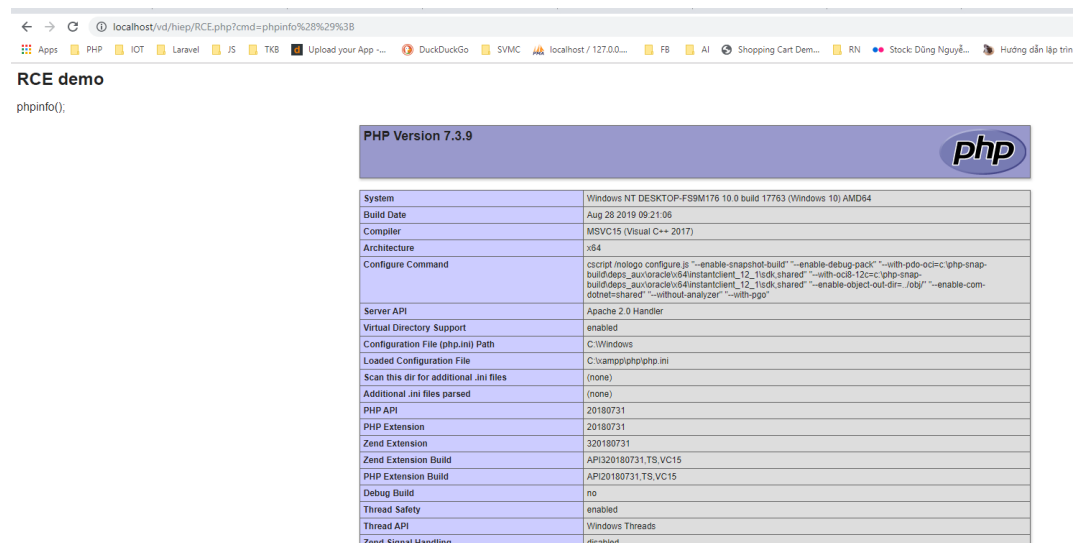 localhost/vd/hiep/RCE.php?cmd=phpinfo%28%29%3B
Apps PHP IOT Laravel JS TKB d Upload your App -... DuckDuckGo SVMC PMA localhost / 127.0.0.... FB AI Shopping Cart Dem... RN Stock: Dũng Nguyễ... Hướng dẫn lập trin
RCE demo
phpinfo();
PHP Version 7.3.9
php
System Windows NT DESKTOP-FS9M176 10.0 build 17763 (Windows 10) AMD64
Build Date Aug 28 2019 09:21:06
Compiler MSVC15 (Visual C++ 2017)
Architecture x64
Configure Command cscript /nologo configure.js "--enable-snapshot-build" "--enable-debug-pack" "--with-pdo-oci=c:\php-snap-
build\deps_aux\oracle\x64\instantclient_12_1\sdk,shared" "--with-oci8-12c=c:\php-snap-
build\deps_aux\oracle\x64\instantclient_12_1\sdk,shared" "--enable-object-out-dir=../obj/" "--enable-com-
dotnet=shared" "--without-analyzer" "--with-pgo"
Server API Apache 2.0 Handler
Virtual Directory Support enabled
Configuration File (php.ini) Path C:\Windows
Loaded Configuration File C:\xampp\php\php.ini
Scan this dir for additional .ini files (none)
Additional .ini files parsed (none)
PHP API 20180731
PHP Extension 20180731
Zend Extension 320180731
Zend Extension Build API320180731,TS,VC15
PHP Extension Build API20180731,TS,VC15
Debug Build no
Thread Safety enabled
Thread API Windows Threads
Zend Signal Handling disabled